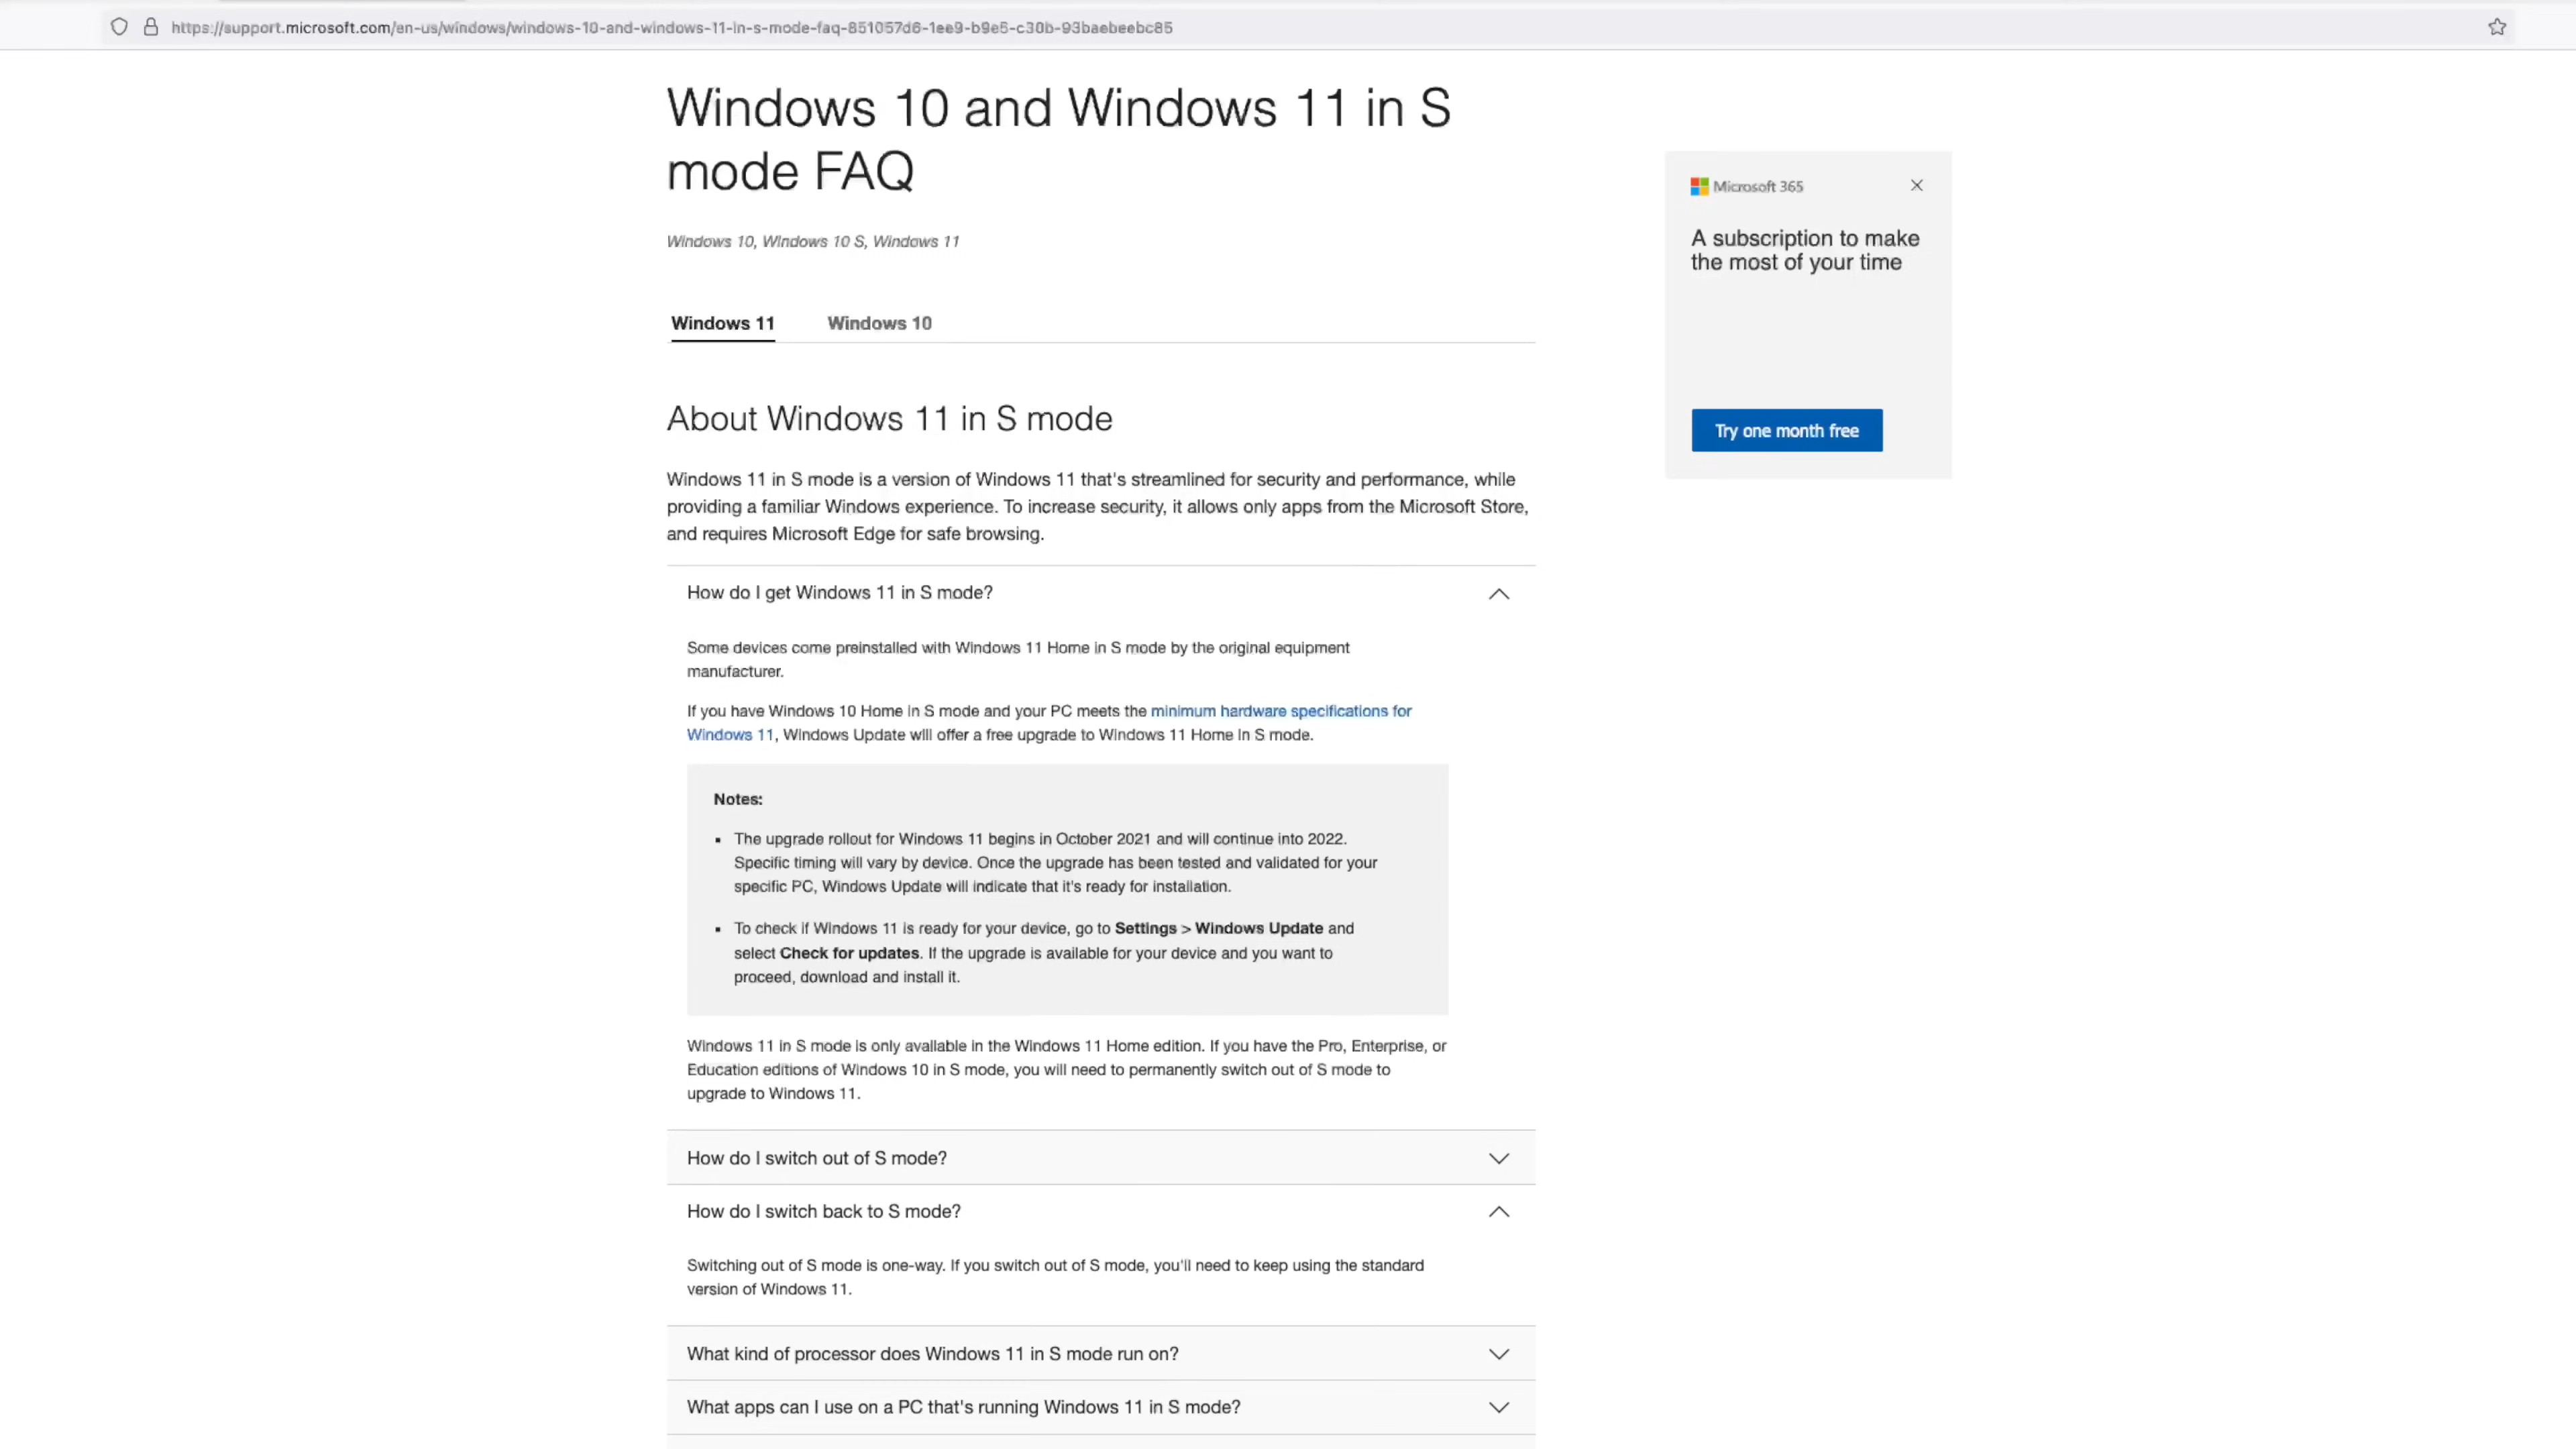 https://support.microsoft.com/en-us/windows/windows-10-and-windows-11-in-s-mode-faq-851057d6-1ee9-b9e5-c30b-93baebeebc85
Windows 10 and Windows 11 in S
mode FAQ
Microsoft 365
Windows 10, Windows 10 S, Windows 11
A subscription to make
the most of your time
Windows 11 Windows 10
Try one month free
About Windows 11 in S mode
Windows 11 in S mode is a version of Windows 11 that's streamlined for security and performance, while
providing a familiar Windows experience. To increase security, it allows only apps from the Microsoft Store,
and requires Microsoft Edge for safe browsing.
How do I get Windows 11 in S mode?
Some devices come preinstalled with Windows 11 Home in S mode by the original equipment
manufacturer.
If you have Windows 10 Home in S mode and your PC meets the minimum hardware specifications for
Windows 11, Windows Update will offer a free upgrade to Windows 11 Home in S mode.
Notes:
▪ The upgrade rollout for Windows 11 begins in October 2021 and will continue into 2022.
Specific timing will vary by device. Once the upgrade has been tested and validated for your
specific PC, Windows Update will indicate that it's ready for installation.
▪ To check if Windows 11 is ready for your device, go to Settings > Windows Update and
select Check for updates. If the upgrade is available for your device and you want to
proceed, download and install it.
Windows 11 in S mode is only available in the Windows 11 Home edition. If you have the Pro, Enterprise, or
Education editions of Windows 10 in S mode, you will need to permanently switch out of S mode to
upgrade to Windows 11.
How do I switch out of S mode?
How do I switch back to S mode?
Switching out of S mode is one-way. If you switch out of S mode, you'll need to keep using the standard
version of Windows 11.
What kind of processor does Windows 11 in S mode run on?
What apps can I use on a PC that's running Windows 11 in S mode?